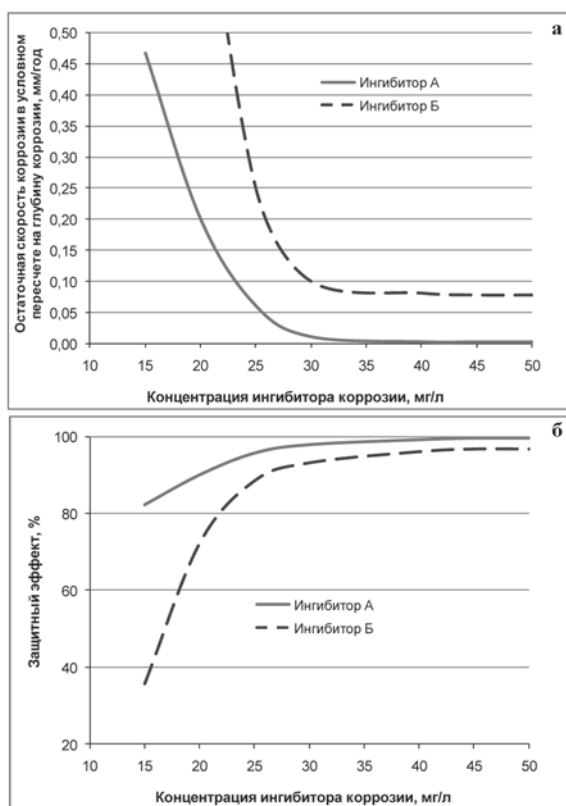 а
Остаточная скорость коррозии в условном
пересчете на глубину коррозии, мм/год
0,50
0,45
0,40
0,35
0,30
0,25
0,20
0,15
0,10
0,05
0,00
Ингибитор А
Ингибитор Б
10 15 20 25 30 35 40 45 50
Концентрация ингибитора коррозии, мг/л
б
Защитный эффект, %
100
80
60
40
20
Ингибитор А
Ингибитор Б
10 15 20 25 30 35 40 45 50
Концентрация ингибитора коррозии, мг/л